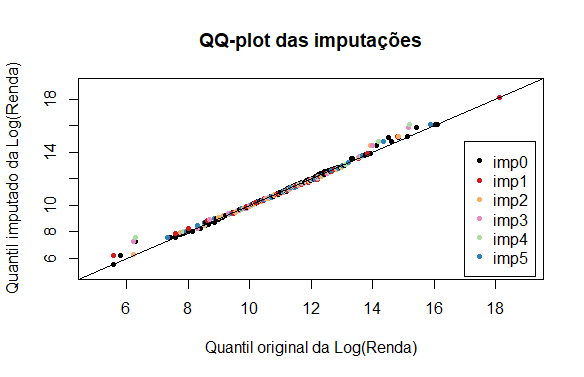 QQ-plot das imputações
Quantil imputado da Log(Renda)
18
14
10
8
6
imp0
imp1
imp2
imp3
imp4
imp5
6 8 10 12 14 16 18
Quantil original da Log(Renda)